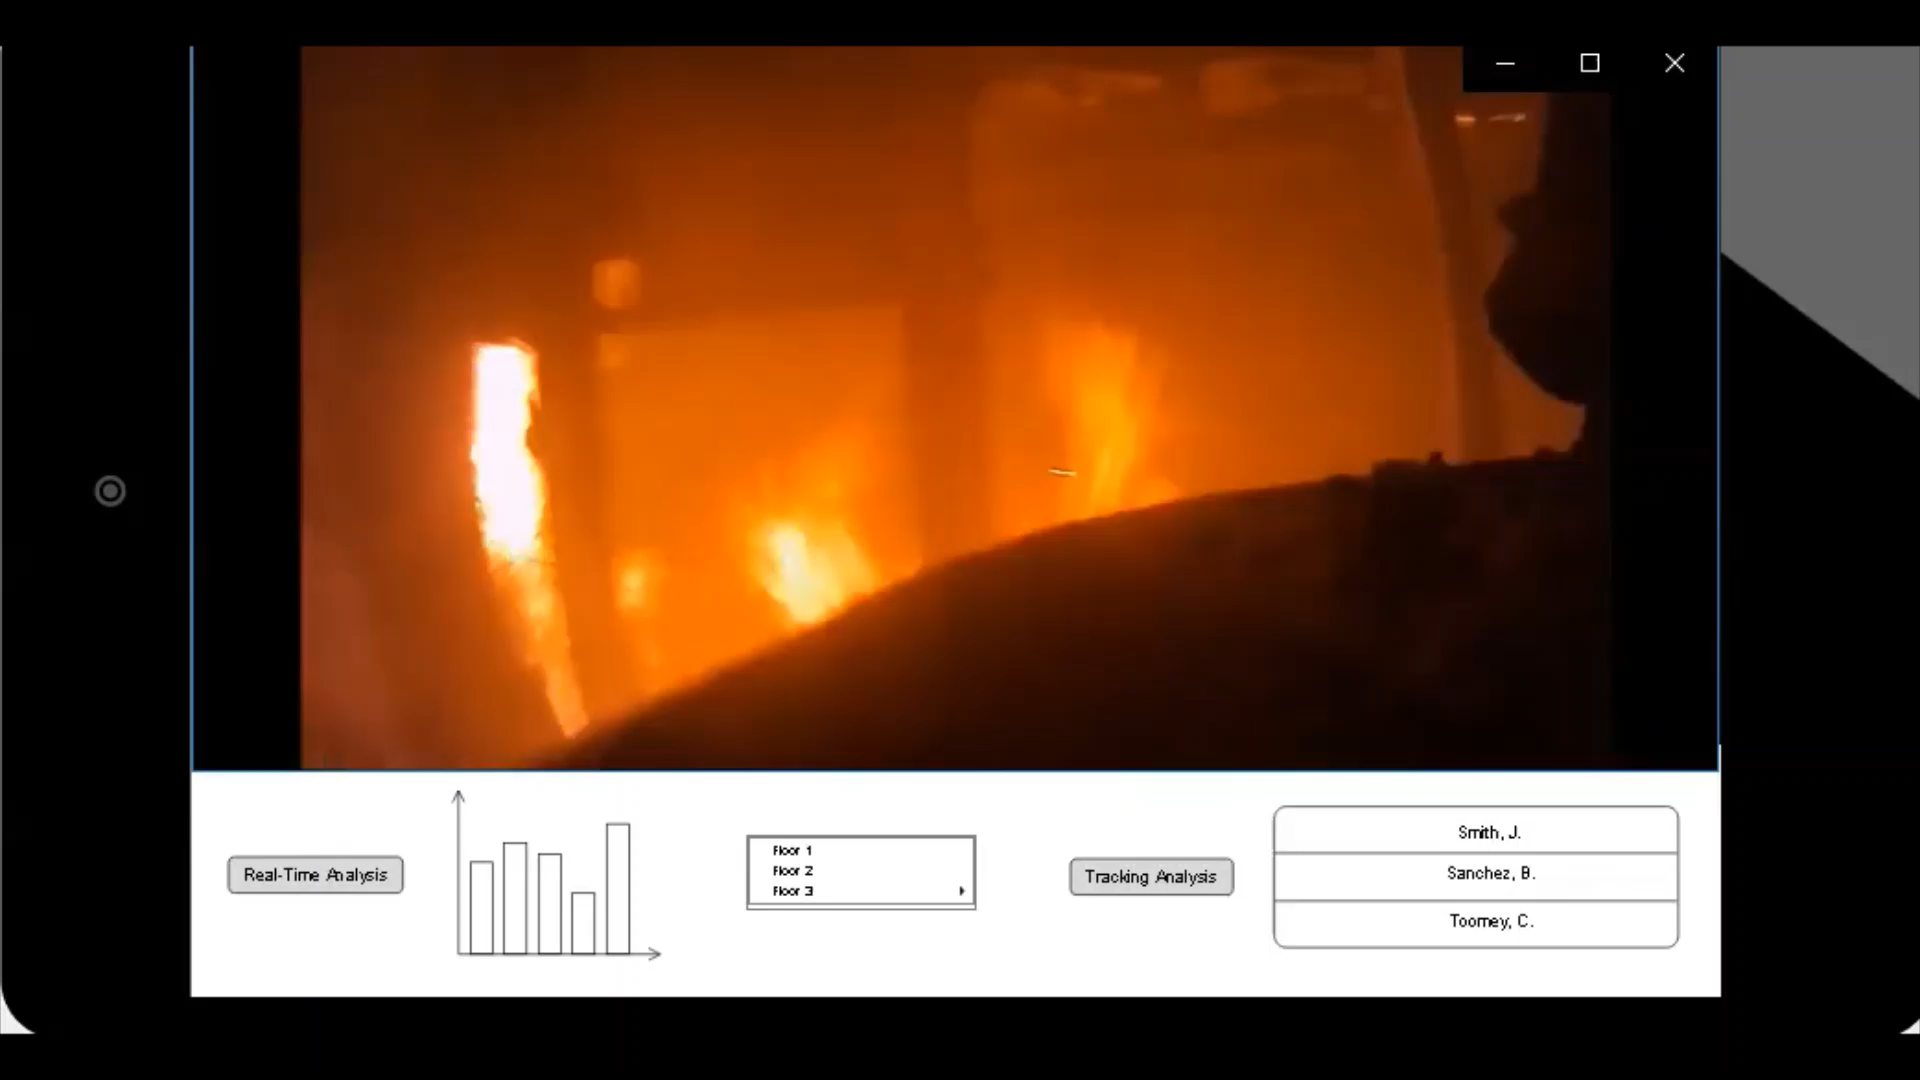 Real-Time Analysis
Floor 1
Floor 2
Floor 3
Tracking Analysis
Smith, J.
Sanchez, B.
Toomey, C.